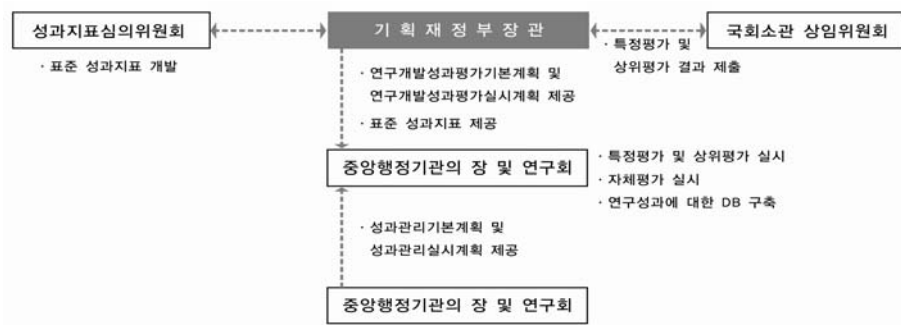 성과지표심의위원회
기 획 재 정 부 장 관
국회소관 상임위원회
· 표준 성과지표 개발
· 특정평가 및
상위평가 결과 제출
· 연구개발성과평가기본계획 및
연구개발성과평가실시계획 제공
· 표준 성과지표 제공
중앙행정기관의 장 및 연구회
· 특정평가 및 상위평가 실시
· 자체평가 실시
· 연구성과에 대한 DB 구축
· 성과관리기본계획 및
성과관리실시계획 제공
중앙행정기관의 장 및 연구회